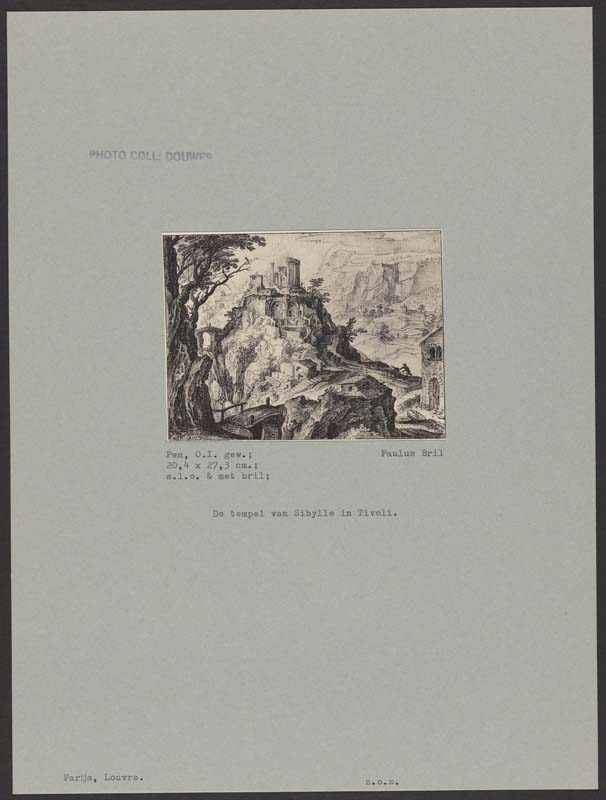 PHOTO COLL: DOUWES
Pen, O.I. gew.; Paulus Bril
20,4 x 27,3 cm.;
s.l.o. & met bril;
De tempel van Sibylle in Tivoli.
Parijs, Louvre. z.o.z.